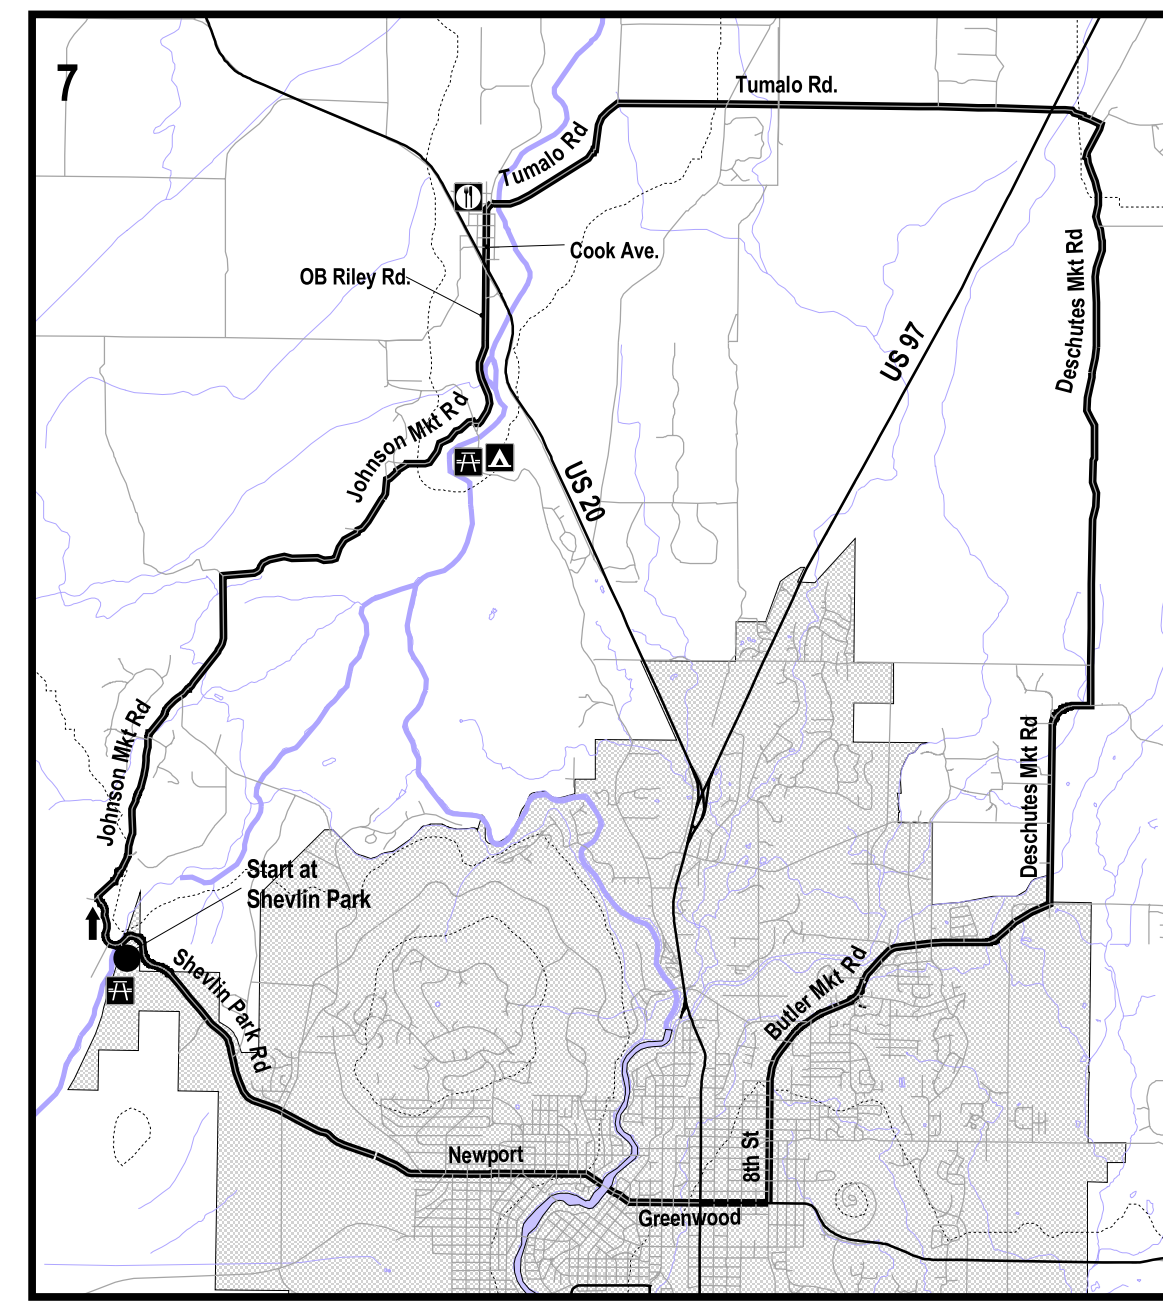 7
Tumalo Rd.
Tumalo Rd
Cook Ave.
OB Riley Rd.
Deschutes Mkt Rd
US 97
Johnson Mkt Rd
US 20
Johnson Mkt Rd
Deschutes Mkt Rd
Start at
Shevlin Park
Shevlin Park Rd
Butler Mkt Rd
8th St
Newport
Greenwood